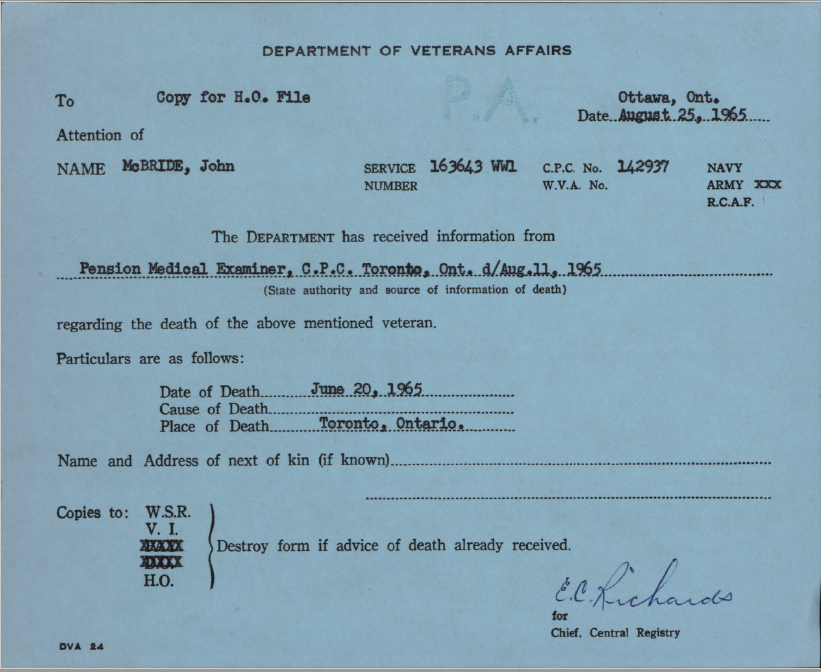 DEPARTMENT OF VETERANS AFFAIRS
P.A.
To Copy for H.O. File Ottawa, Ont.
Date August 25, 1965
Attention of
NAME McBRIDE, John SERVICE 163643 WW1 C.P.C. No. 142937 NAVY
NUMBER W.V.A. No. ARMY xxx
R.C.A.F.
The DEPARTMENT has received information from
Pension Medical Examiner, C.P.C. Toronto, Ont. d/Aug.11, 1965
(State authority and source of information of death)
regarding the death of the above mentioned veteran.
Particulars are as follows:
Date of Death June 20, 1965
Cause of Death
Place of Death Toronto, Ontario.
Name and Address of next of kin (if known)
Copies to: W.S.R.
V. I.
Destroy form if advice of death already received.
H.O.
E.C. Richards
for
Chief, Central Registry
DVA 24